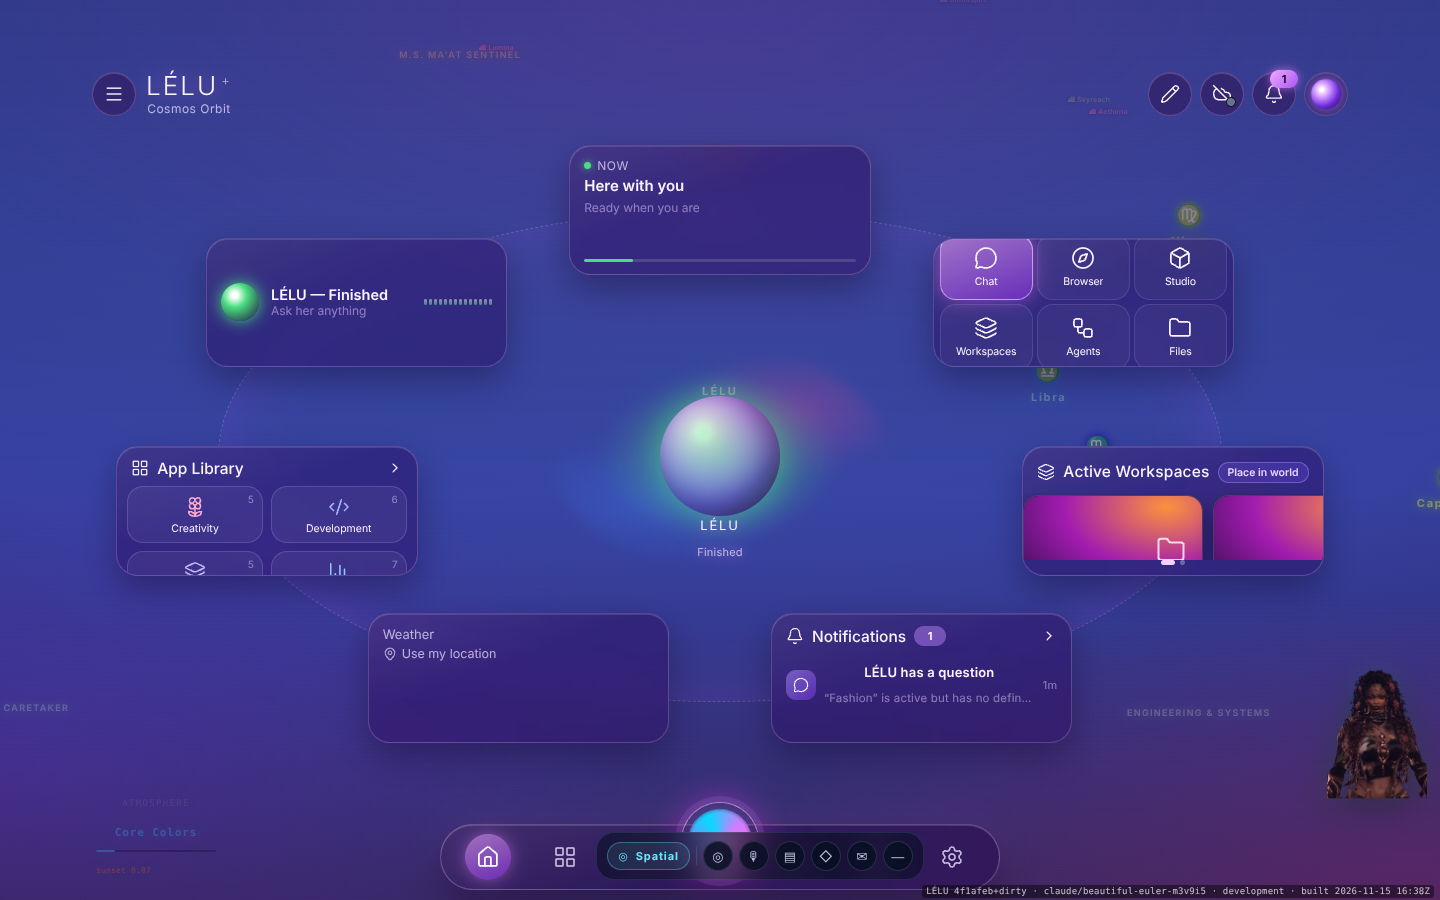 M.S. MA'AT SENTINEL
LÉLU +
Cosmos Orbit
Skyreach
Aetheria
1
NOW
Here with you
Ready when you are
LÉLU — Finished
Ask her anything
Chat
Browser
Studio
Workspaces
Agents
Files
Libra
LÉLU
LÉLU
Finished
App Library
5
Creativity
6
Development
5
7
Active Workspaces
Place in world
Cap
Weather
Use my location
Notifications 1
LÉLU has a question
"Fashion" is active but has no defin...
1m
CARETAKER
ENGINEERING & SYSTEMS
ATMOSPHERE
Core Colors
Spatial
LÉLU 4f1afeb+dirty · claude/beautiful-euler-m3v9i5 · development · built 2026-11-15 16:38Z